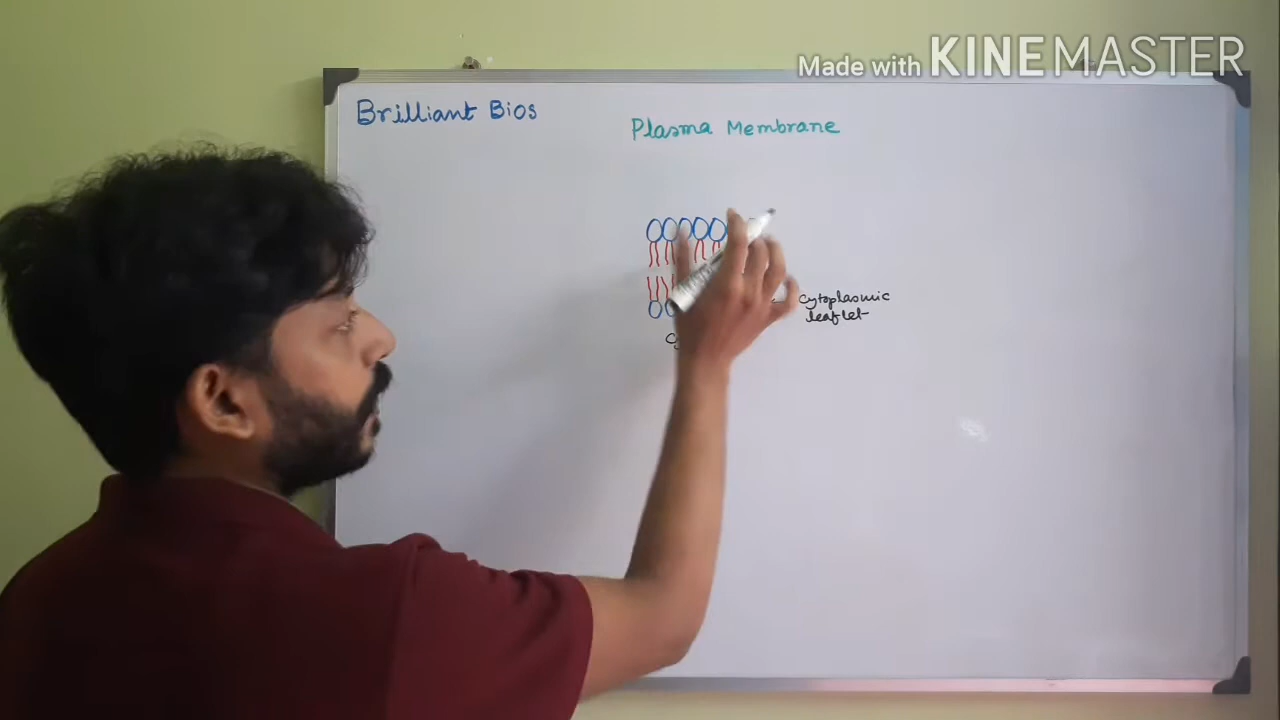 Made with KINEMASTER
Brilliant Bios
Plasma Membrane
Cytoplasmic
leaflet